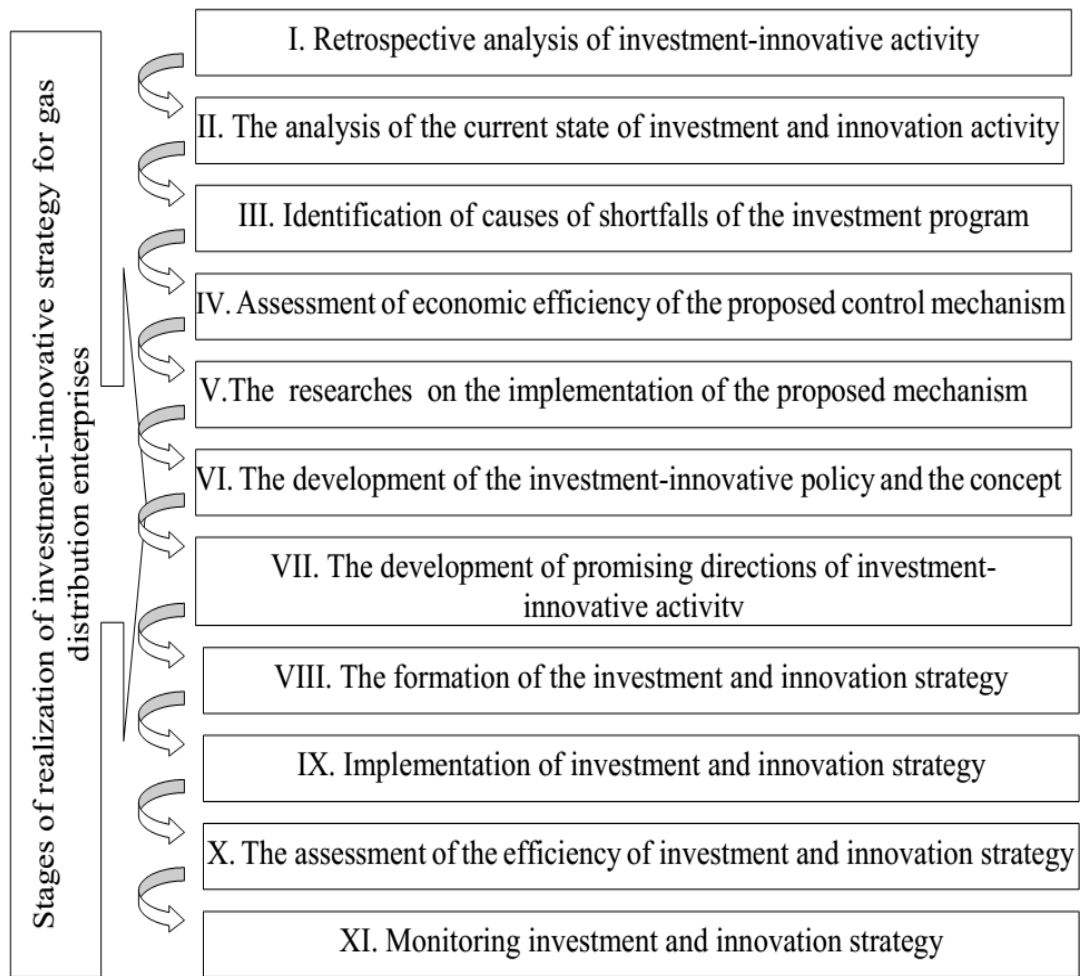 Stages of realization of investment-innovative strategy for gas
distribution enterprises
I. Retrospective analysis of investment-innovative activity
II. The analysis of the current state of investment and innovation activity
III. Identification of causes of shortfalls of the investment program
IV. Assessment of economic efficiency of the proposed control mechanism
V.The researches on the implementation of the proposed mechanism
VI. The development of the investment-innovative policy and the concept
VII. The development of promising directions of investment-
innovative activity
VIII. The formation of the investment and innovation strategy
IX. Implementation of investment and innovation strategy
X. The assessment of the efficiency of investment and innovation strategy
XI. Monitoring investment and innovation strategy